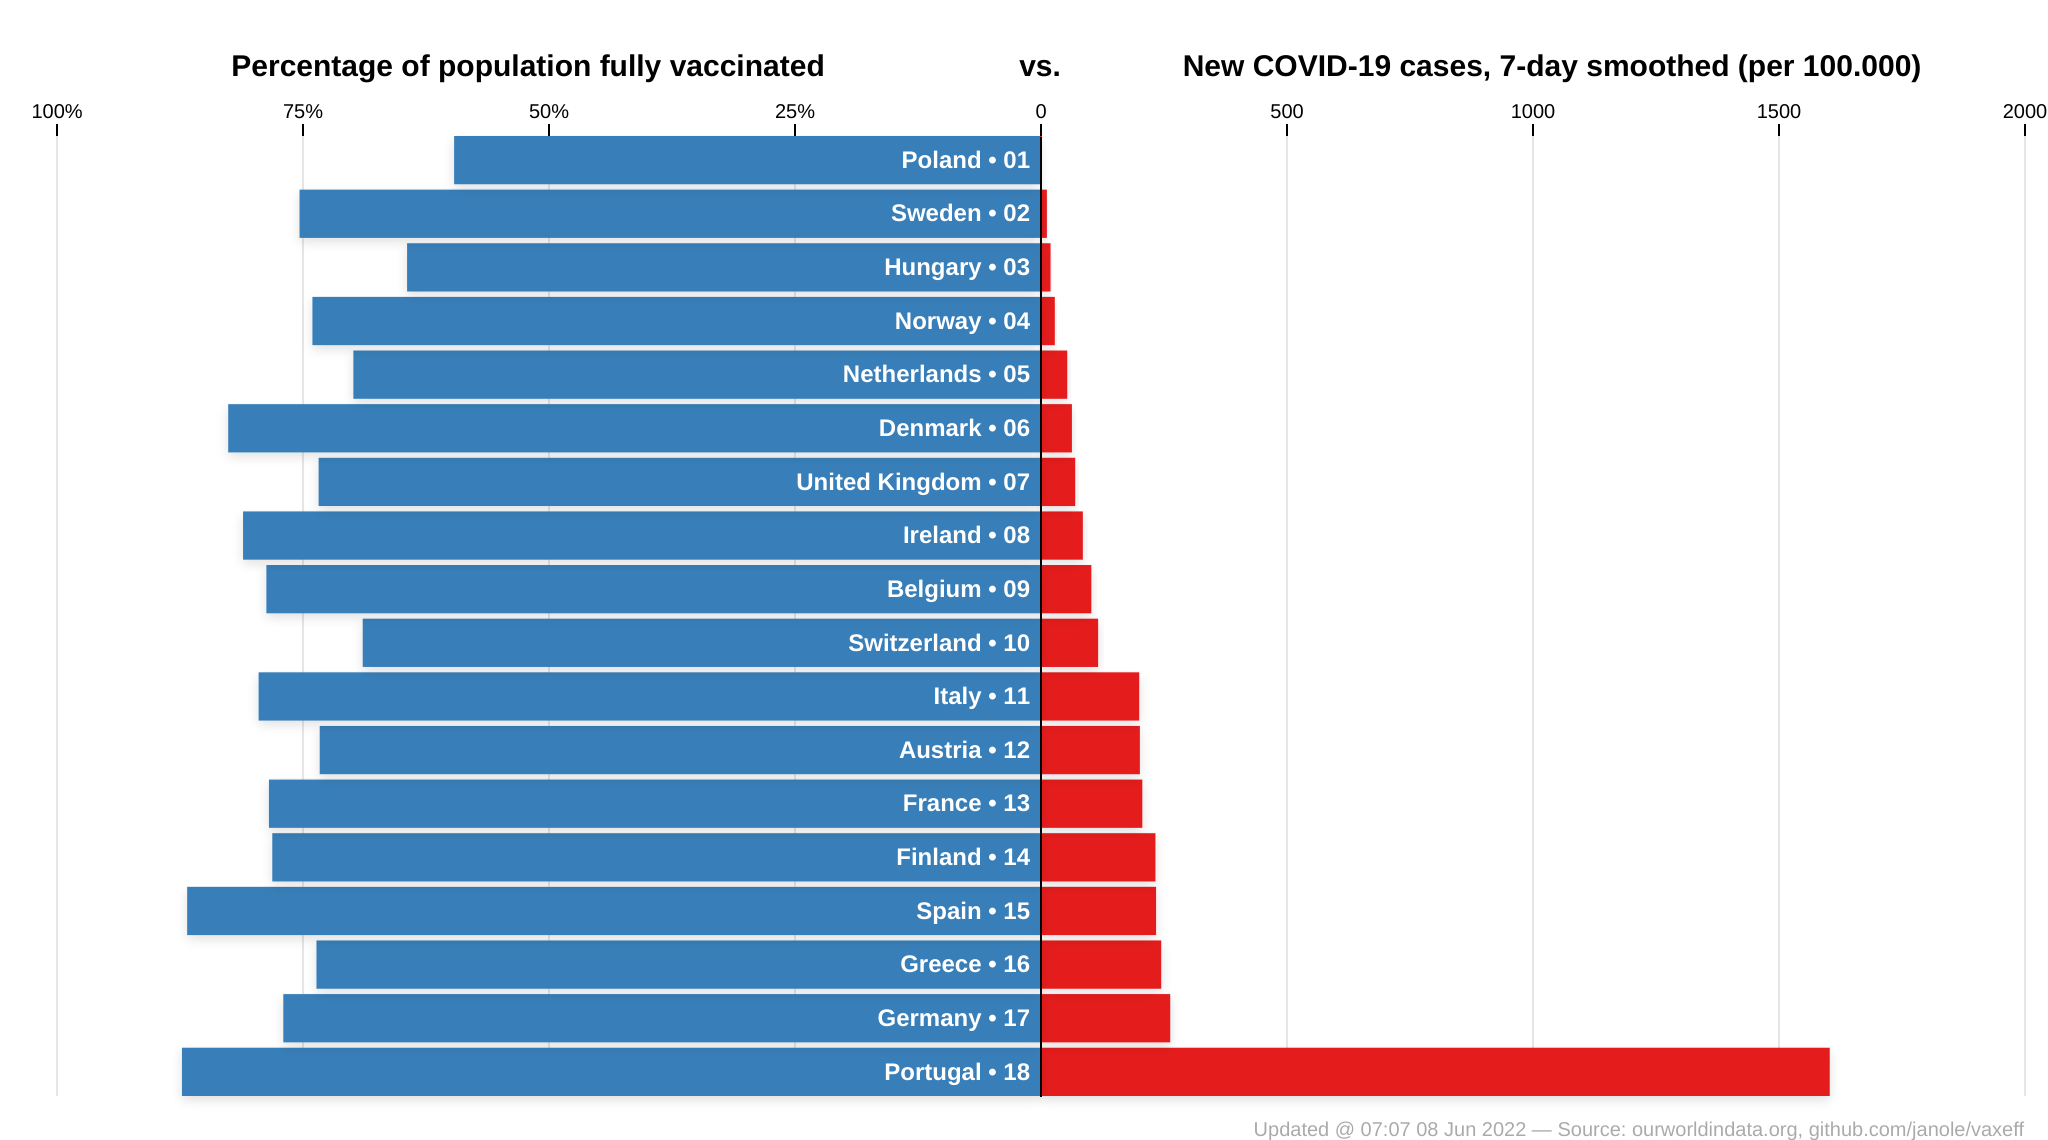 Percentage of population fully vaccinated vs. New COVID-19 cases, 7-day smoothed (per 100.000)
100% 75% 50% 25% 0 500 1000 1500 2000
Poland • 01
Sweden • 02
Hungary • 03
Norway • 04
Netherlands • 05
Denmark • 06
United Kingdom • 07
Ireland • 08
Belgium • 09
Switzerland • 10
Italy • 11
Austria • 12
France • 13
Finland • 14
Spain • 15
Greece • 16
Germany • 17
Portugal • 18
Updated @ 07:07 08 Jun 2022 — Source: ourworldindata.org, github.com/janole/vaxeff